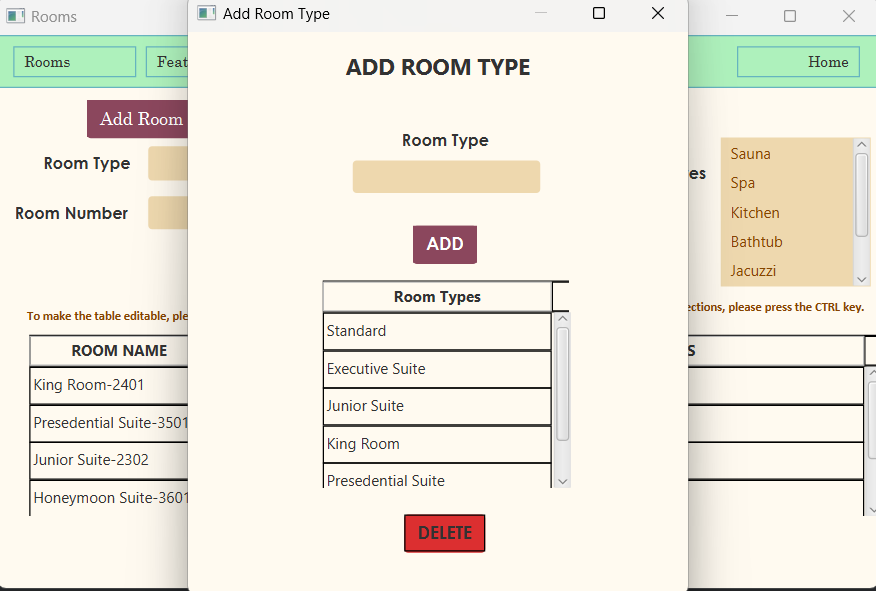 Rooms
Add Room Type
Rooms
Feat
Home
ADD ROOM TYPE
Add Room
Room Type
Room Type
Room Number
es
Sauna
Spa
Kitchen
Bathtub
Jacuzzi
ADD
To make the table editable, ple
ections, please press the CTRL key.
Room Types
Standard
Executive Suite
Junior Suite
King Room
Presedential Suite
ROOM NAME
S
King Room-2401
Presedential Suite-3501
Junior Suite-2302
Honeymoon Suite-3601
DELETE